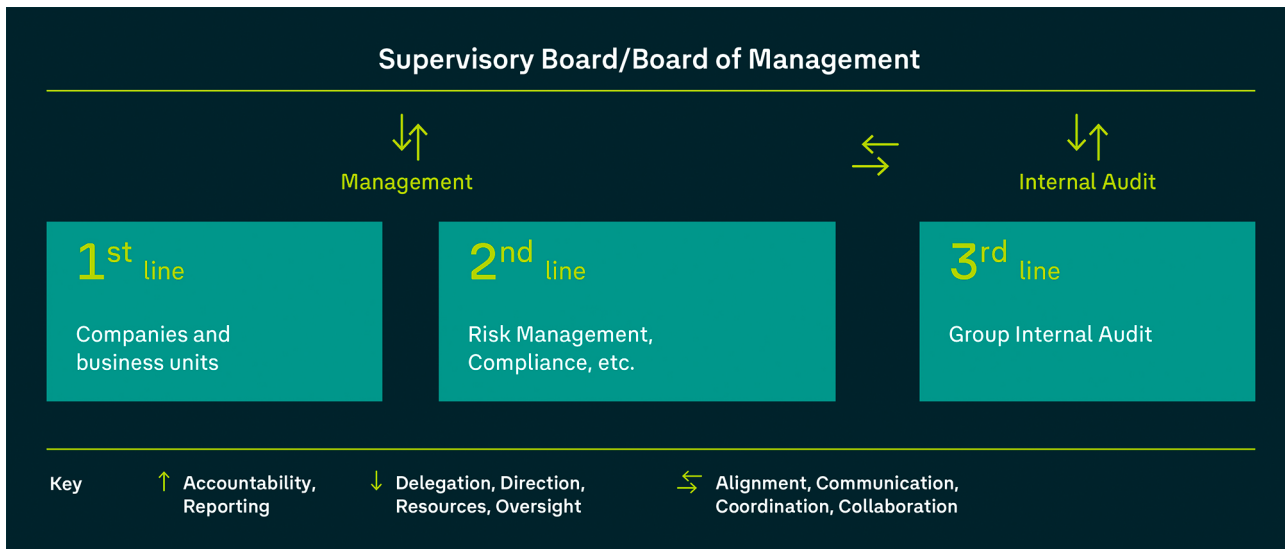 Supervisory Board/Board of Management
Management
Internal Audit
1st line
Companies and
business units
2nd line
Risk Management,
Compliance, etc.
3rd line
Group Internal Audit
Key
↑ Accountability,
Reporting
↓ Delegation, Direction,
Resources, Oversight
⇆ Alignment, Communication,
Coordination, Collaboration